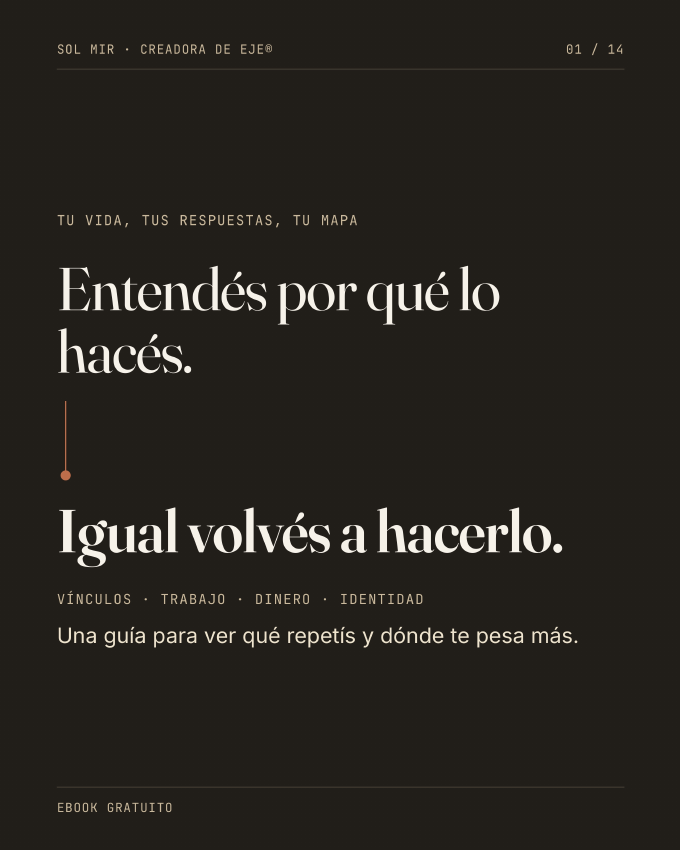 SOL MIR · CREADORA DE EJE®
01 / 14
TU VIDA, TUS RESPUESTAS, TU MAPA
Entendés por qué lo
hacés.
Igual volvés a hacerlo.
VÍNCULOS · TRABAJO · DINERO · IDENTIDAD
Una guía para ver qué repetís y dónde te pesa más.
EBOOK GRATUITO